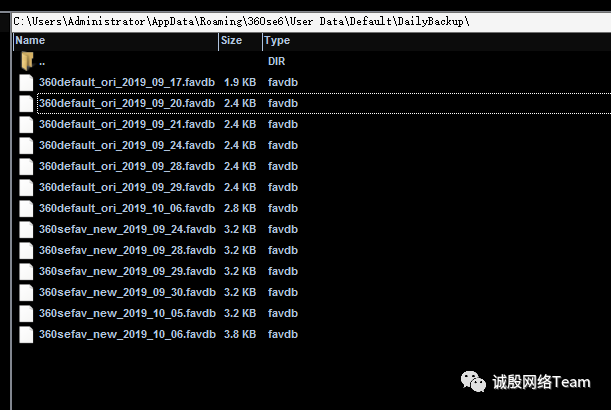 C:\Users\Administrator\AppData\Roaming\360se6\User Data\Default\DailyBackup\
Name Size Type
.. DIR
360default_ori_2019_09_17.favdb 1.9 KB favdb
360default_ori_2019_09_20.favdb 2.4 KB favdb
360default_ori_2019_09_21.favdb 2.4 KB favdb
360default_ori_2019_09_24.favdb 2.4 KB favdb
360default_ori_2019_09_28.favdb 2.4 KB favdb
360default_ori_2019_09_29.favdb 2.4 KB favdb
360default_ori_2019_10_06.favdb 2.8 KB favdb
360sefav_new_2019_09_24.favdb 3.2 KB favdb
360sefav_new_2019_09_28.favdb 3.2 KB favdb
360sefav_new_2019_09_29.favdb 3.2 KB favdb
360sefav_new_2019_09_30.favdb 3.2 KB favdb
360sefav_new_2019_10_05.favdb 3.2 KB favdb
360sefav_new_2019_10_06.favdb 3.8 KB favdb
诚殷网络Team